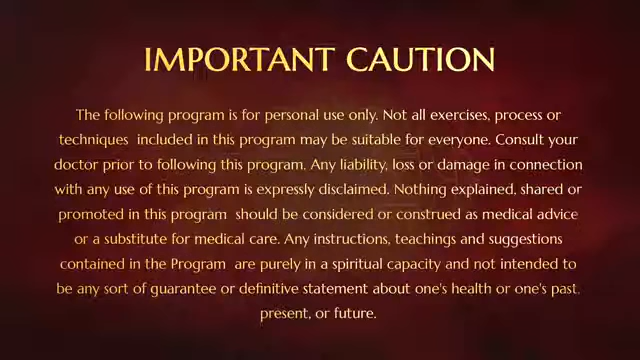 IMPORTANT CAUTION
The following program is for personal use only. Not all exercises, process or
techniques included in this program may be suitable for everyone. Consult your
doctor prior to following this program. Any liability, loss or damage in connection
with any use of this program is expressly disclaimed. Nothing explained, shared or
promoted in this program should be considered or construed as medical advice
or a substitute for medical care. Any instructions, teachings and suggestions
contained in the Program are purely in a spiritual capacity and not intended to
be any sort of guarantee or definitive statement about one's health or one's past,
present, or future.